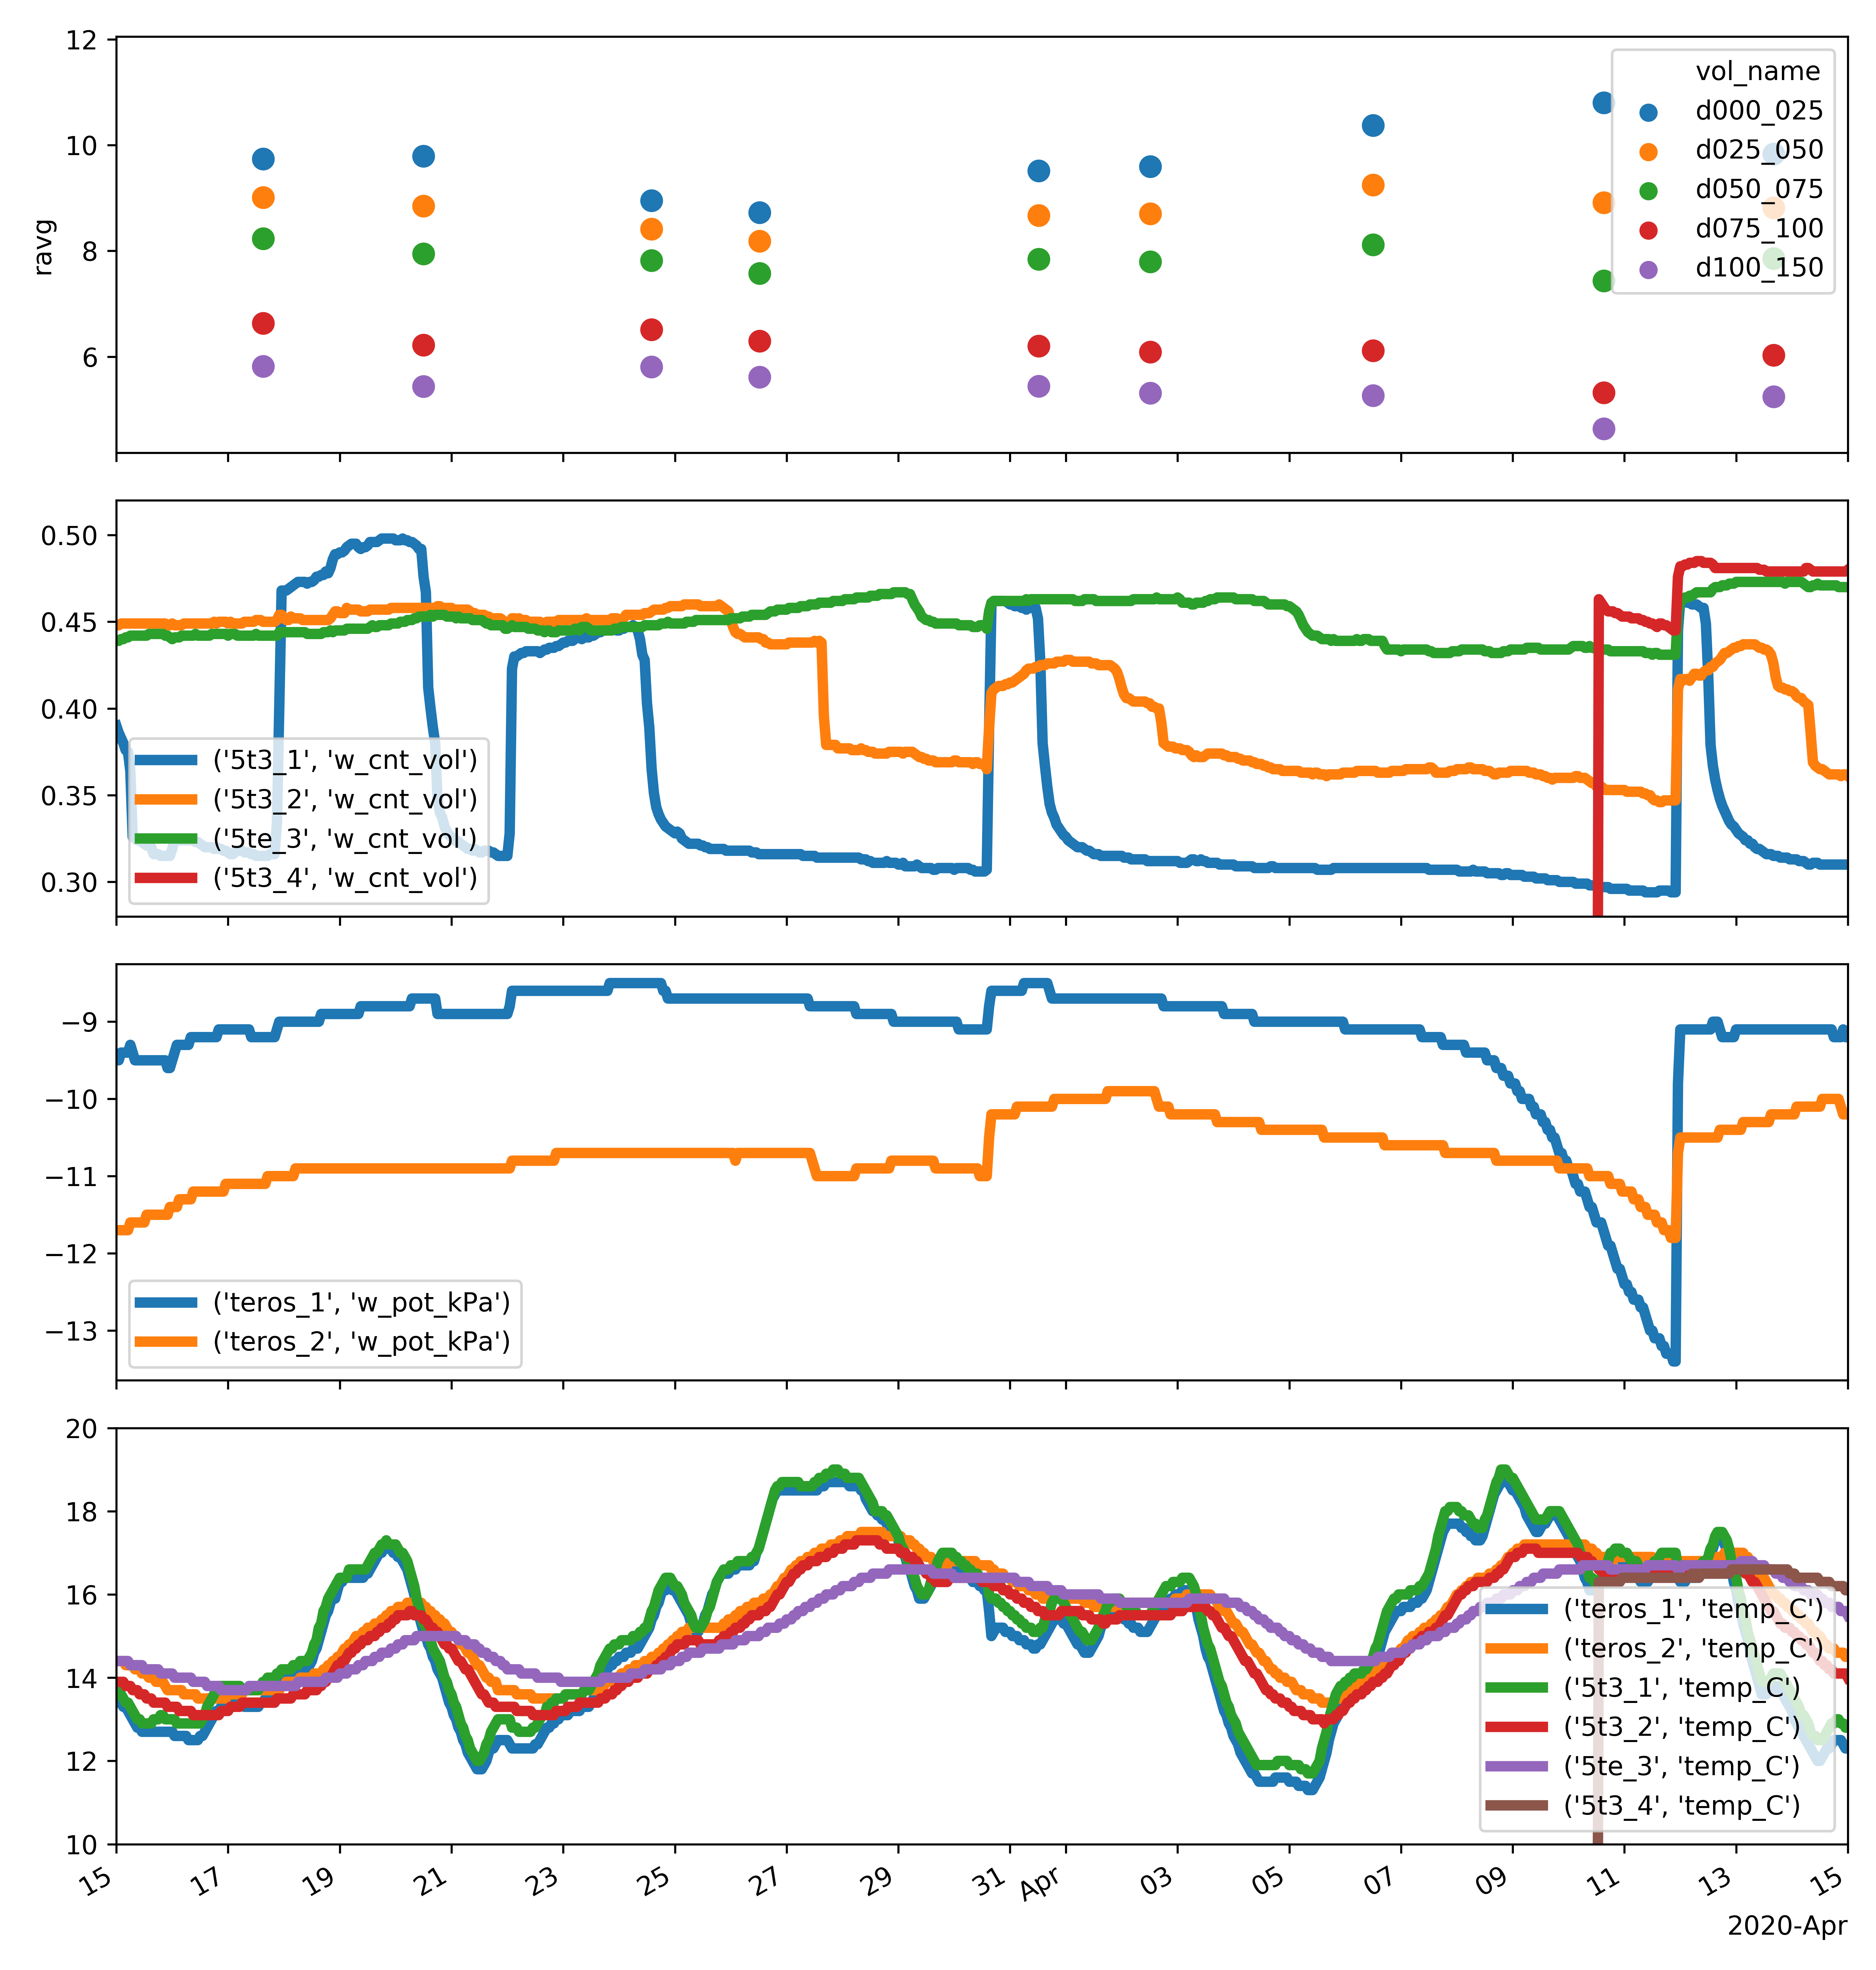 12
10
8
6
ravg
vol_name
d000_025
d025_050
d050_075
d075_100
d100_150
0.50
0.45
0.40
0.35
0.30
('5t3_1', 'w_cnt_vol')
('5t3_2', 'w_cnt_vol')
('5te_3', 'w_cnt_vol')
('5t3_4', 'w_cnt_vol')
−9
−10
−11
−12
−13
('teros_1', 'w_pot_kPa')
('teros_2', 'w_pot_kPa')
20
18
16
14
12
10
('teros_1', 'temp_C')
('teros_2', 'temp_C')
('5t3_1', 'temp_C')
('5t3_2', 'temp_C')
('5te_3', 'temp_C')
('5t3_4', 'temp_C')
15 17 19 21 23 25 27 29 31 Apr 03 05 07 09 11 13 15
2020-Apr